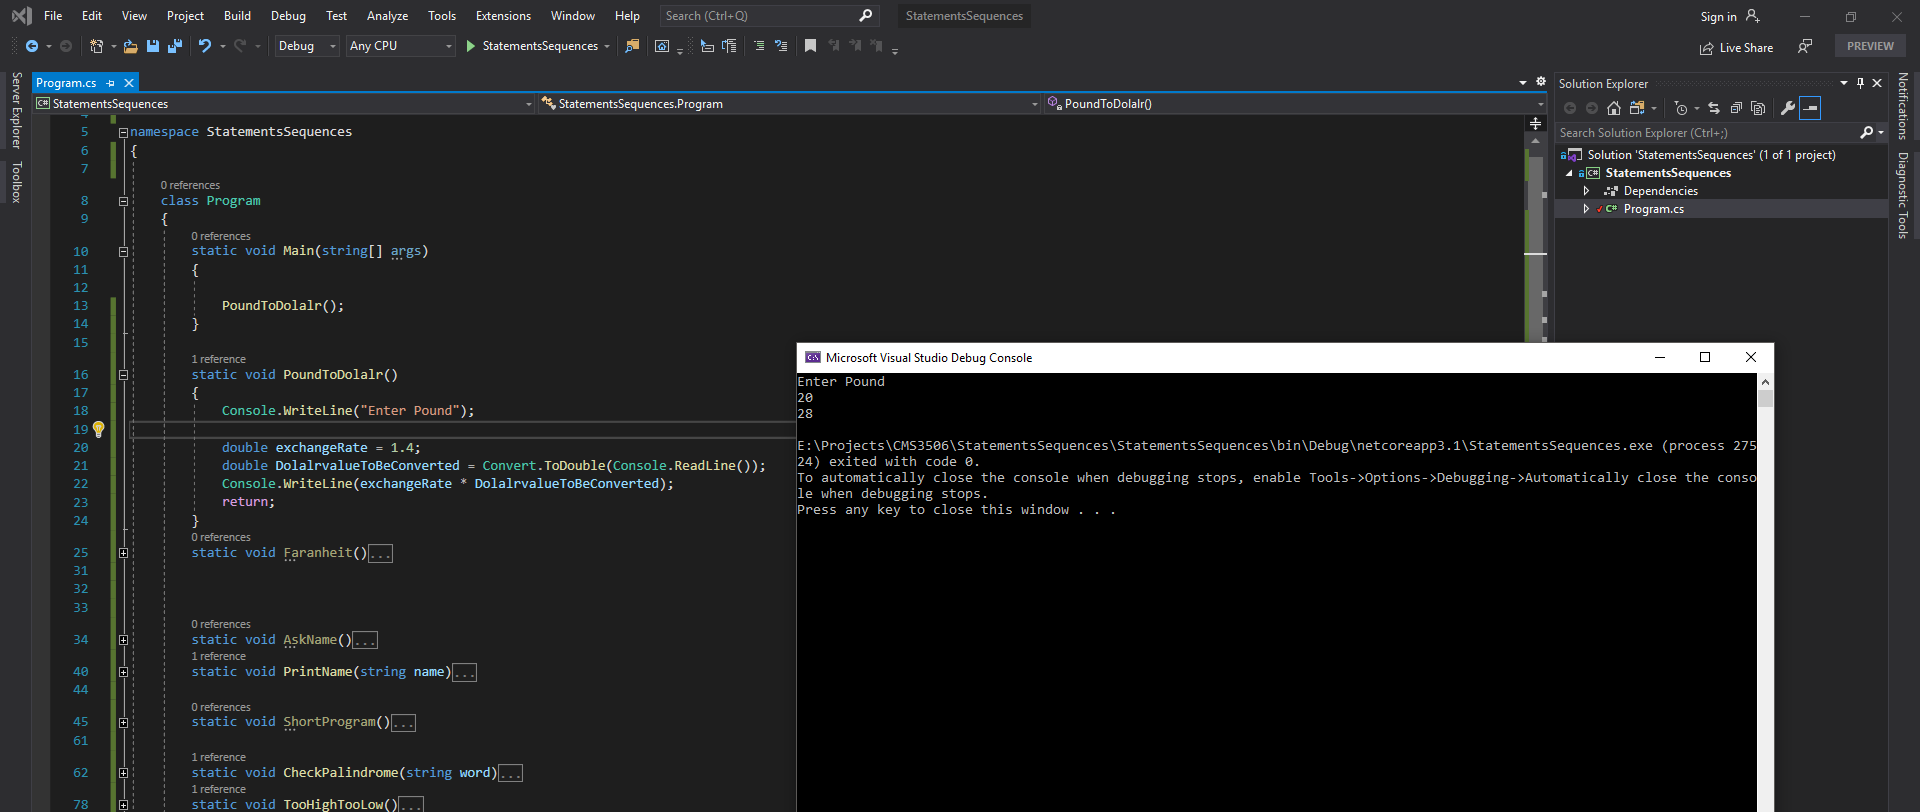 File Edit View Project Build Debug Test Analyze Tools Extensions Window Help Search (Ctrl+Q) StatementsSequences Sign in
Debug Any CPU StatementsSequences Live Share PREVIEW
Server Explorer
Toolbox
Program.cs
StatementsSequences StatementsSequences.Program PoundToDolalr()
5 namespace StatementsSequences
6 {
7
0 references
8 class Program
9 {
0 references
10 static void Main(string[] args)
11 {
12
13 PoundToDolalr();
14 }
15
1 reference
16 static void PoundToDolalr()
17 {
18 Console.WriteLine("Enter Pound");
19
20 double exchangeRate = 1.4;
21 double DolalrvalueToBeConverted = Convert.ToDouble(Console.ReadLine());
22 Console.WriteLine(exchangeRate * DolalrvalueToBeConverted);
23 return;
24 }
0 references
25 static void Faranheit()...
31
32
33
0 references
34 static void AskName()...
1 reference
40 static void PrintName(string name)...
44
0 references
45 static void ShortProgram()...
61
1 reference
62 static void CheckPalindrome(string word)...
1 reference
78 static void TooHighTooLow()...
Microsoft Visual Studio Debug Console
Enter Pound
20
28
E:\Projects\CMS3506\StatementsSequences\StatementsSequences\bin\Debug\netcoreapp3.1\StatementsSequences.exe (process 275
24) exited with code 0.
To automatically close the console when debugging stops, enable Tools->Options->Debugging->Automatically close the conso
le when debugging stops.
Press any key to close this window . . .
Solution Explorer
Search Solution Explorer (Ctrl+;)
Solution 'StatementsSequences' (1 of 1 project)
C# StatementsSequences
Dependencies
C# Program.cs
Notifications
Diagnostic Tools